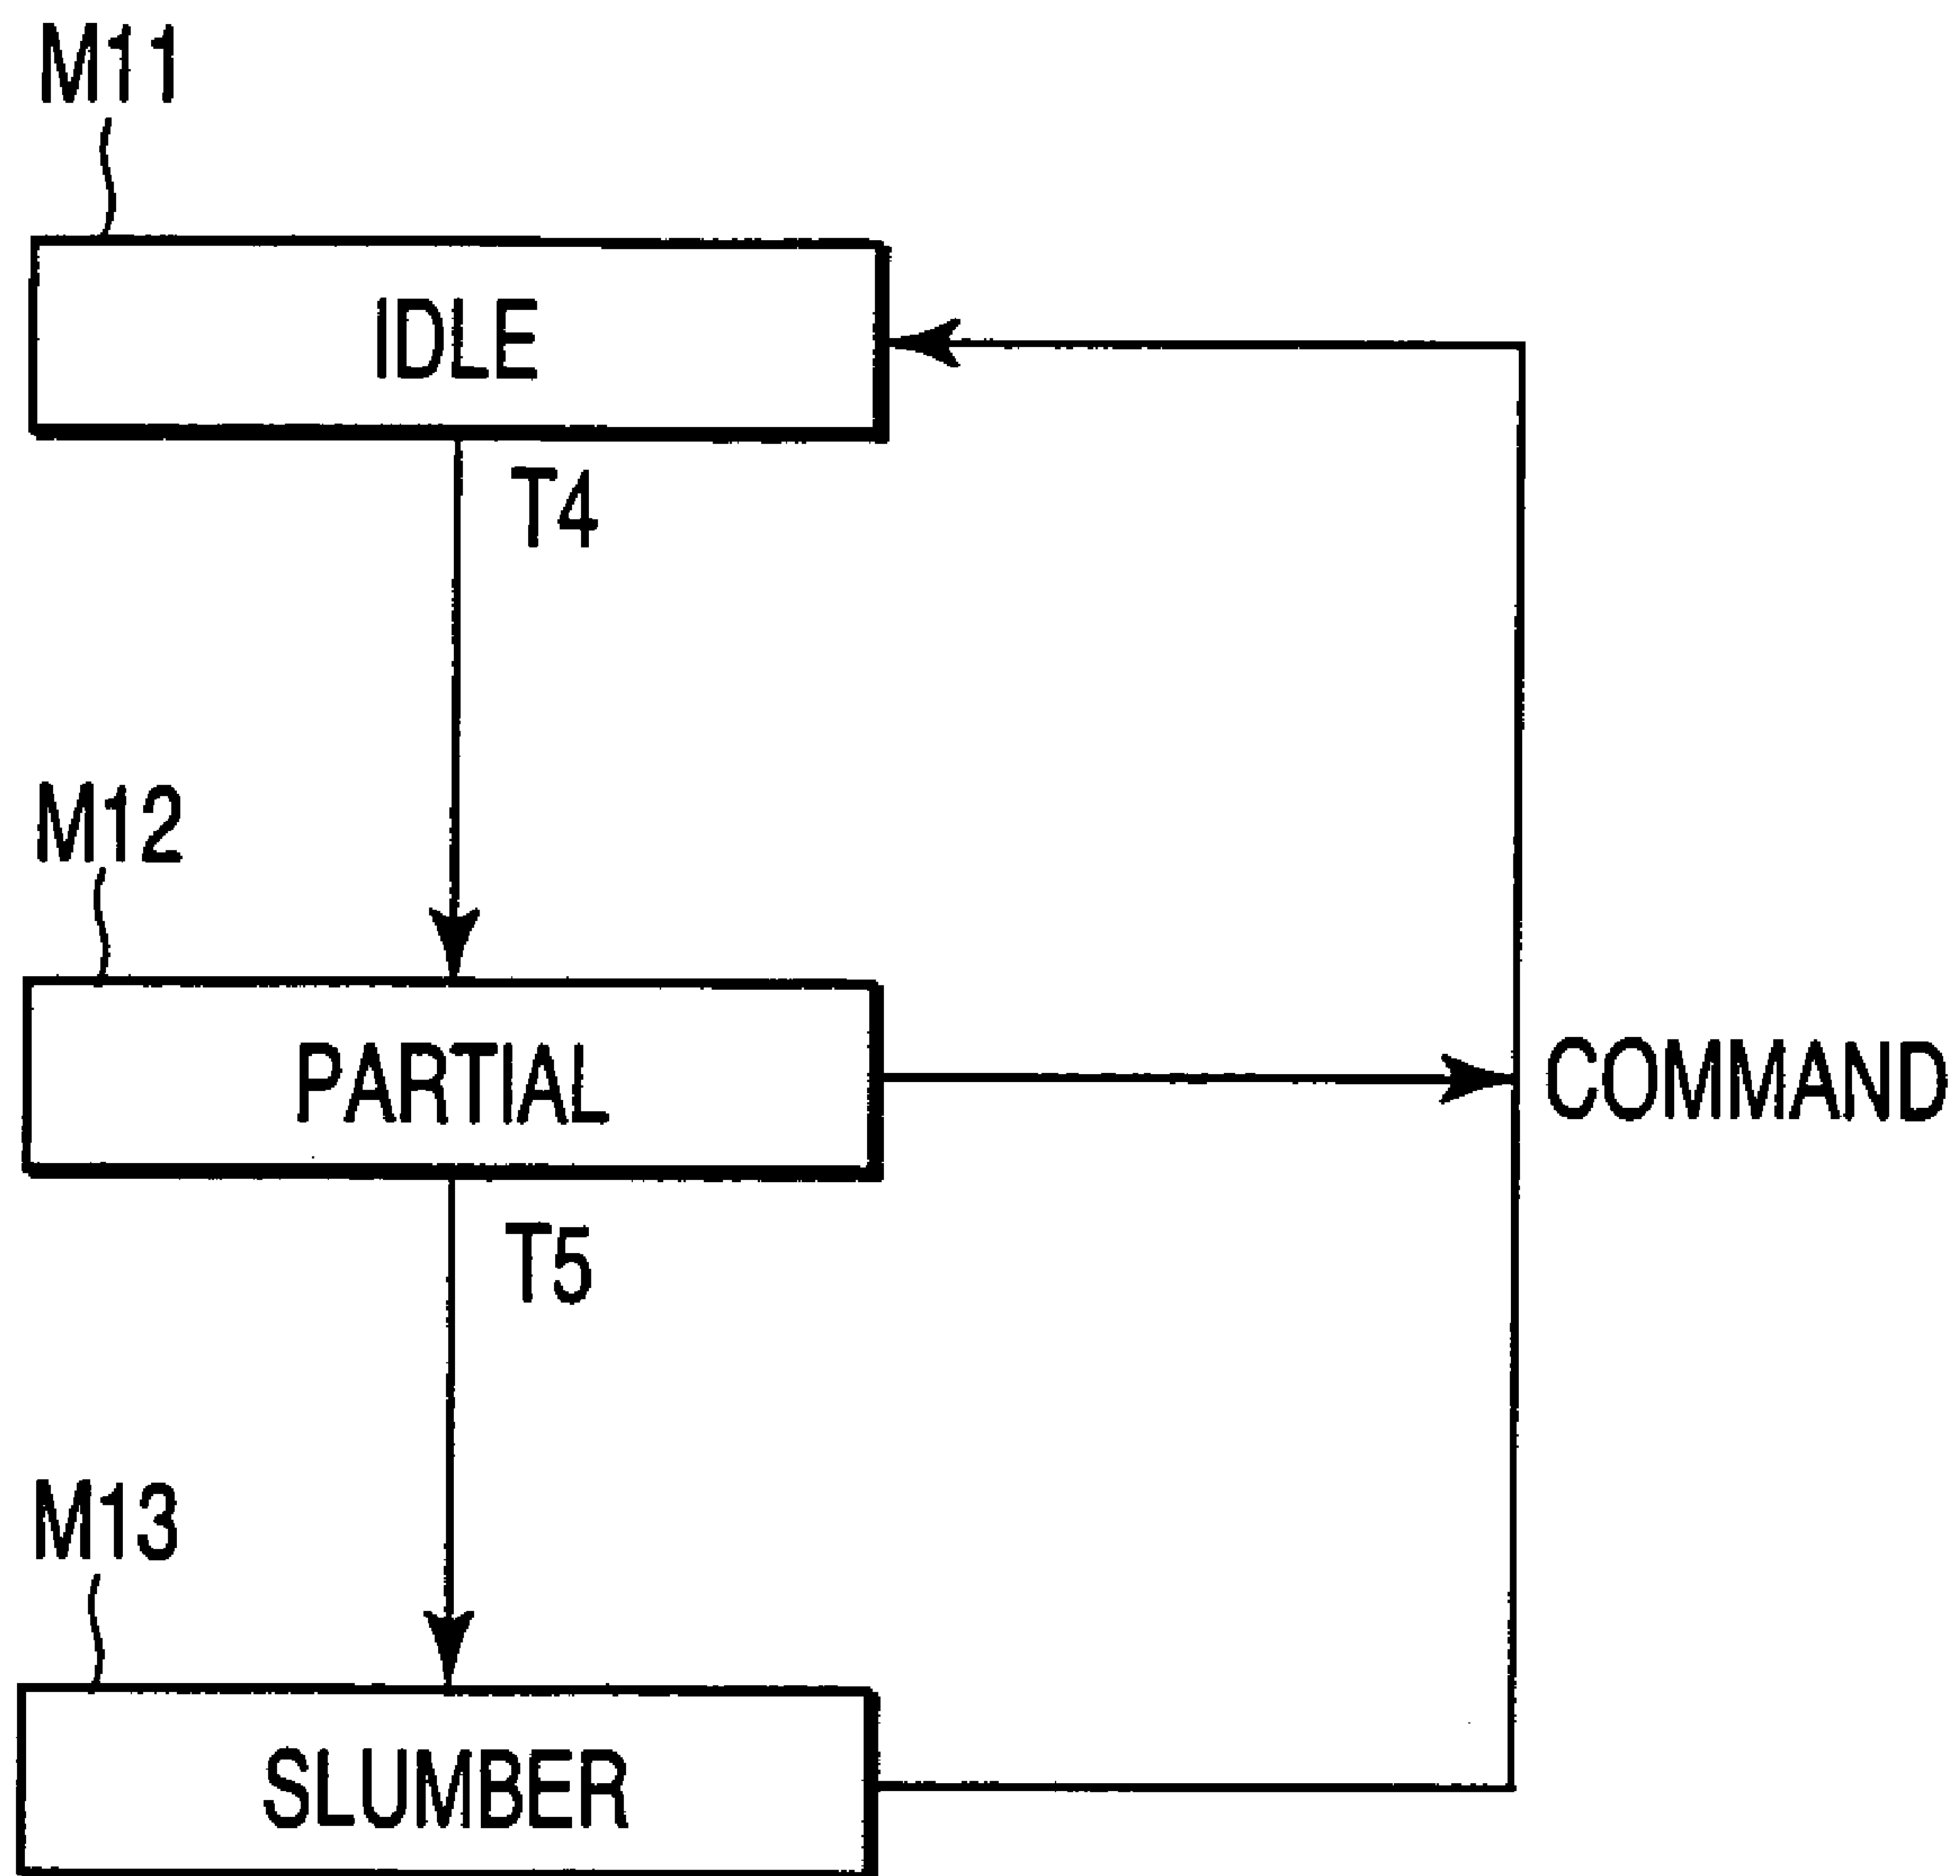 M11
IDLE
T4
M12
PARTIAL
COMMAND
T5
M13
SLUMBER